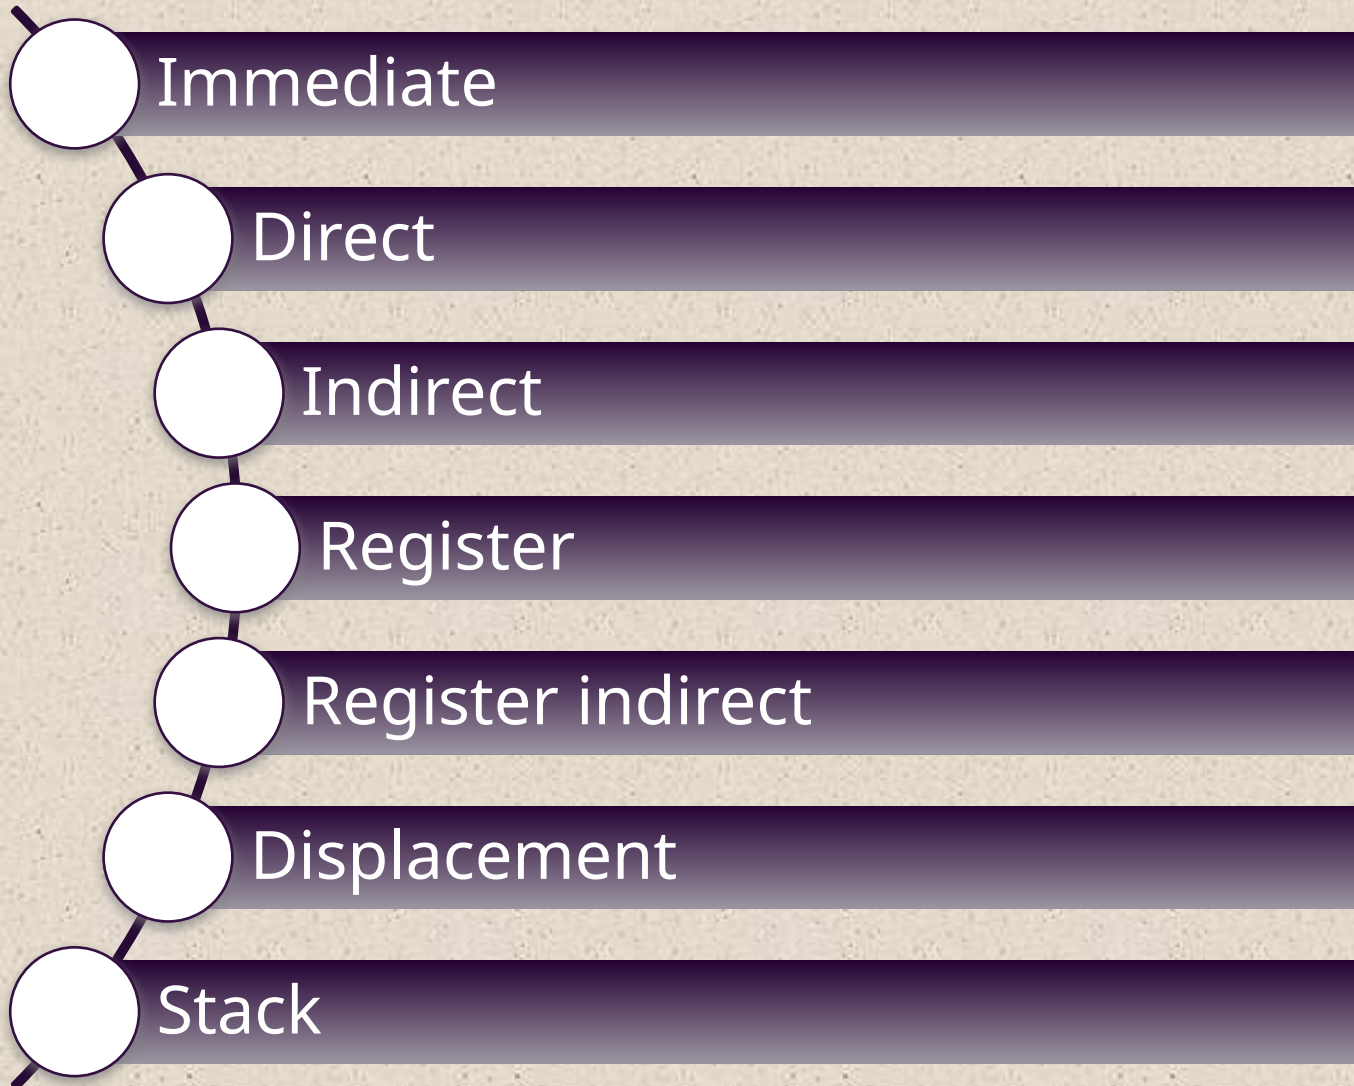 Immediate
Direct
Indirect
Register
Register indirect
Displacement
Stack